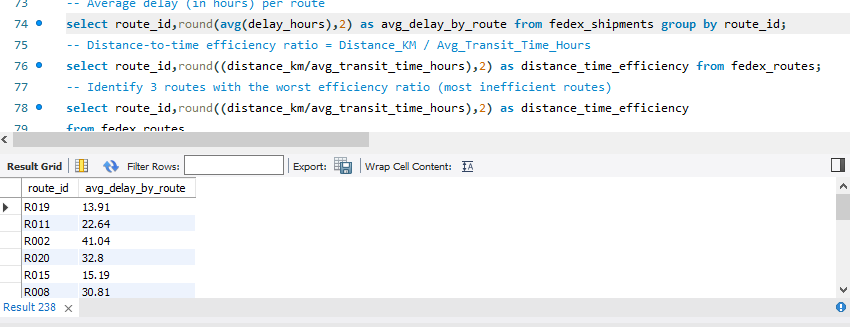 73 -- Average delay (in hours) per route
74 select route_id,round(avg(delay_hours),2) as avg_delay_by_route from fedex_shipments group by route_id;
75 -- Distance-to-time efficiency ratio = Distance_KM / Avg_Transit_Time_Hours
76 select route_id,round((distance_km/avg_transit_time_hours),2) as distance_time_efficiency from fedex_routes;
77 -- Identify 3 routes with the worst efficiency ratio (most inefficient routes)
78 select route_id,round((distance_km/avg_transit_time_hours),2) as distance_time_efficiency
79 from fedex_routes
Result Grid Filter Rows: Export: Wrap Cell Content:
route_id avg_delay_by_route
R019 13.91
R011 22.64
R002 41.04
R020 32.8
R015 15.19
R008 30.81
Result 238